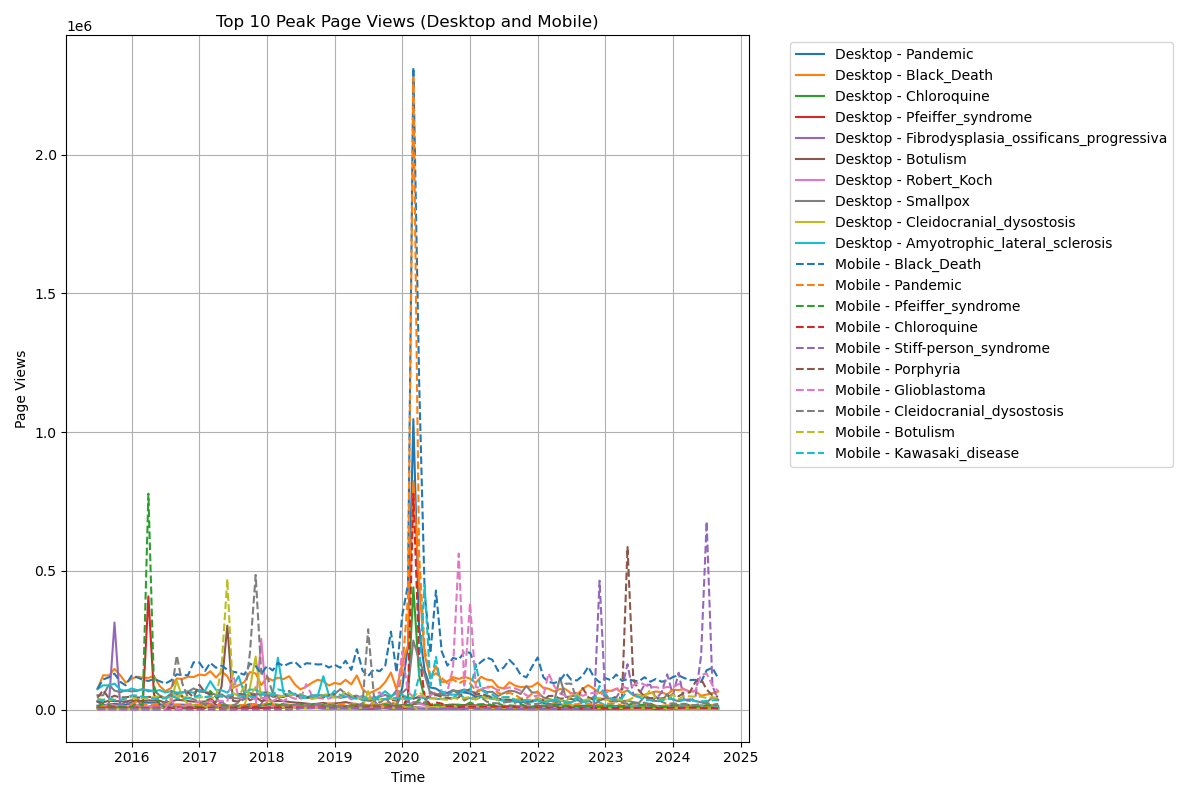 Top 10 Peak Page Views (Desktop and Mobile)
1e6
2.0
1.5
1.0
0.5
0.0
Page Views
2016 2017 2018 2019 2020 2021 2022 2023 2024 2025
Time
Desktop - Pandemic
Desktop - Black_Death
Desktop - Chloroquine
Desktop - Pfeiffer_syndrome
Desktop - Fibrodysplasia_ossificans_progressiva
Desktop - Botulism
Desktop - Robert_Koch
Desktop - Smallpox
Desktop - Cleidocranial_dysostosis
Desktop - Amyotrophic_lateral_sclerosis
Mobile - Black_Death
Mobile - Pandemic
Mobile - Pfeiffer_syndrome
Mobile - Chloroquine
Mobile - Stiff-person_syndrome
Mobile - Porphyria
Mobile - Glioblastoma
Mobile - Cleidocranial_dysostosis
Mobile - Botulism
Mobile - Kawasaki_disease